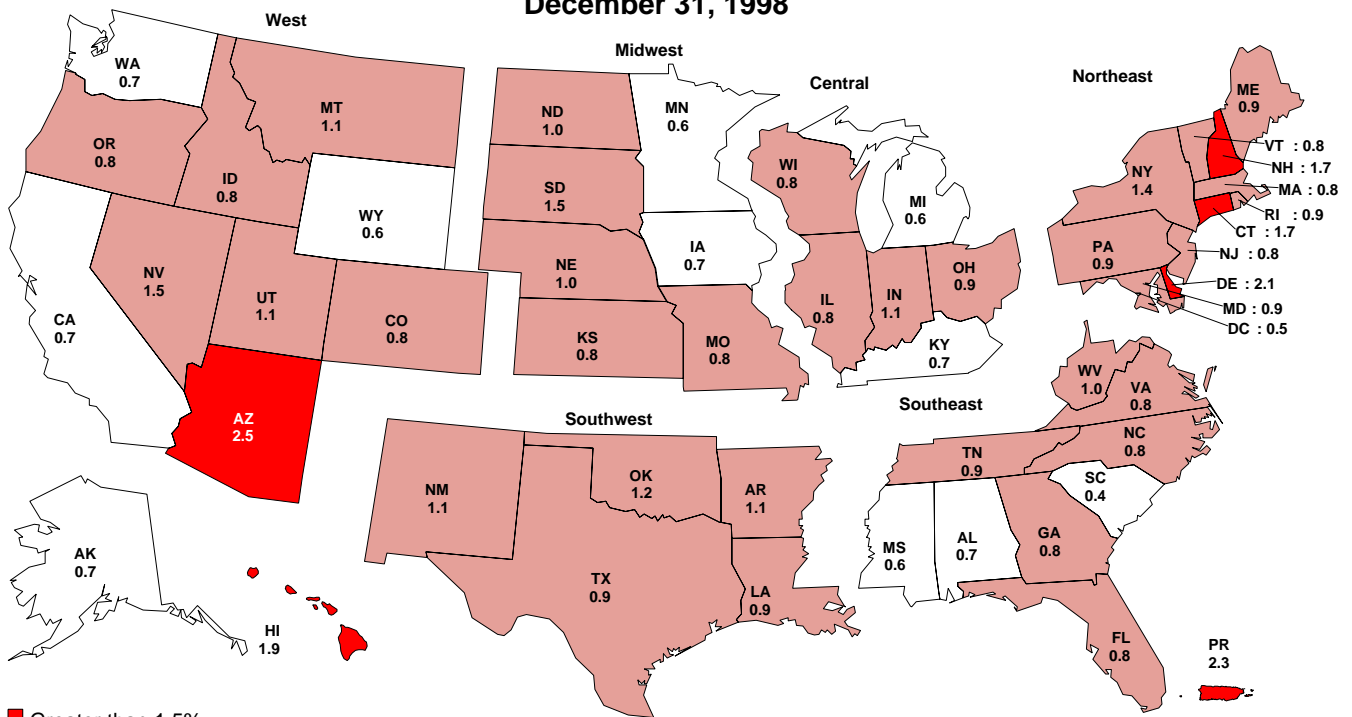 December 31, 1998
West
Midwest
Central
Northeast
WA
0.7
MT
1.1
OR
0.8
ID
0.8
WY
0.6
NV
1.5
UT
1.1
CO
0.8
CA
0.7
AZ
2.5
AK
0.7
HI
1.9
ND
1.0
MN
0.6
SD
1.5
IA
0.7
NE
1.0
KS
0.8
MO
0.8
WI
0.8
MI
0.6
IL
0.8
IN
1.1
OH
0.9
KY
0.7
ME
0.9
VT : 0.8
NH : 1.7
NY
1.4
MA : 0.8
RI : 0.9
CT : 1.7
PA
0.9
NJ : 0.8
DE : 2.1
MD : 0.9
DC : 0.5
Southwest
NM
1.1
OK
1.2
AR
1.1
TX
0.9
LA
0.9
Southeast
WV
1.0
VA
0.8
TN
0.9
NC
0.8
SC
0.4
MS
0.6
AL
0.7
GA
0.8
FL
0.8
PR
2.3
Greater than 1.5%